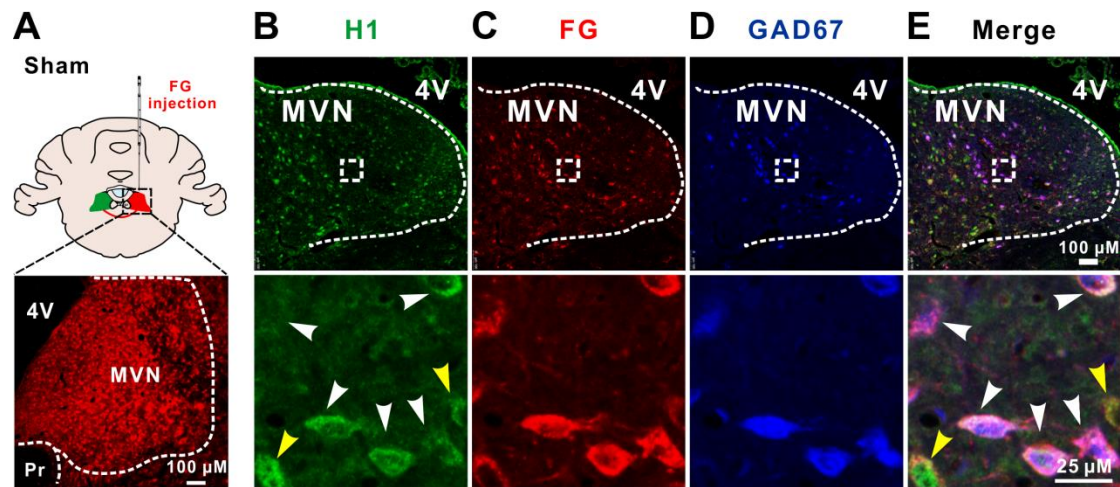 A
Sham
FG
injection
4V
MVN
Pr
100 µM
B H1
MVN
4V
C FG
MVN
4V
D GAD67
MVN
4V
E Merge
MVN
4V
100 µM
25 µM